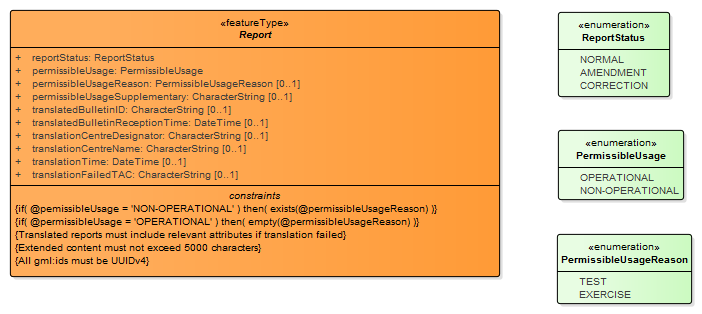 «featureType»
Report
+ reportStatus: ReportStatus
+ permissibleUsage: PermissibleUsage
+ permissibleUsageReason: PermissibleUsageReason [0..1]
+ permissibleUsageSupplementary: CharacterString [0..1]
+ translatedBulletinID: CharacterString [0..1]
+ translatedBulletinReceptionTime: DateTime [0..1]
+ translationCentreDesignator: CharacterString [0..1]
+ translationCentreName: CharacterString [0..1]
+ translationTime: DateTime [0..1]
+ translationFailedTAC: CharacterString [0..1]
constraints
{if( @pemissibleUsage = 'NON-OPERATIONAL' ) then( exists(@permissibleUsageReason) )}
{if( @pemissibleUsage = 'OPERATIONAL' ) then( empty(@permissibleUsageReason) )}
{Translated reports must include relevant attributes if translation failed}
{Extended content must not exceed 5000 characters}
{All gml:ids must be UUIDv4}
«enumeration»
ReportStatus
NORMAL
AMENDMENT
CORRECTION
«enumeration»
PermissibleUsage
OPERATIONAL
NON-OPERATIONAL
«enumeration»
PermissibleUsageReason
TEST
EXERCISE